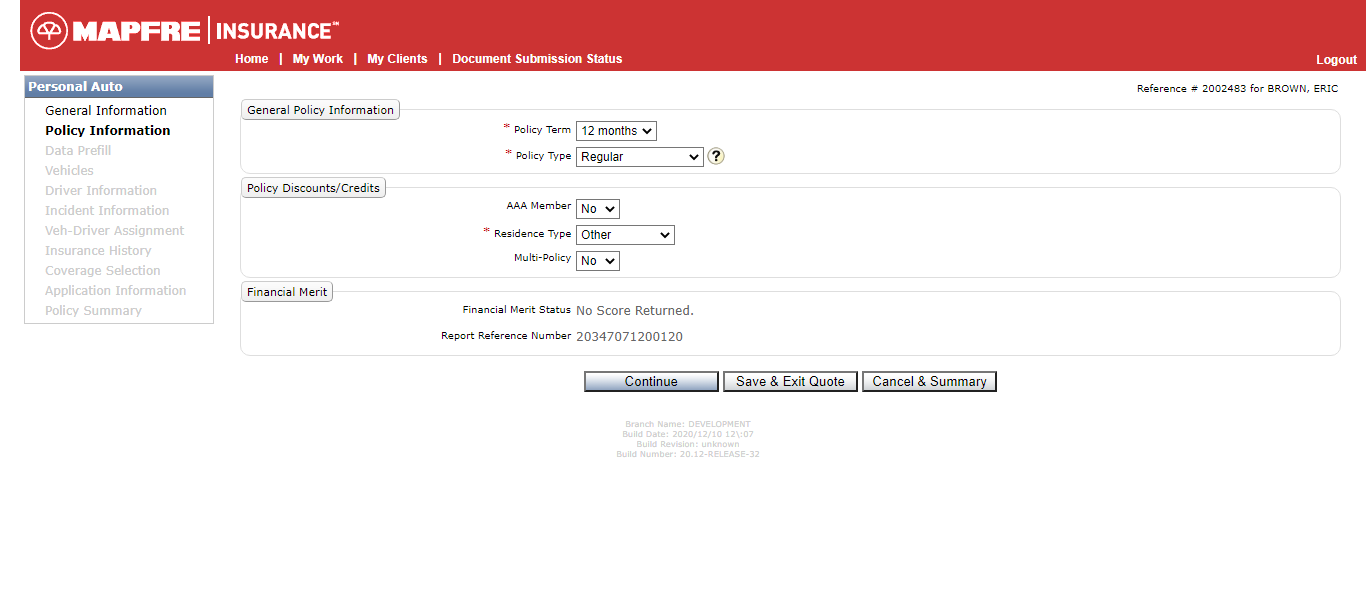 MAPFRE | INSURANCE℠
Home | My Work | My Clients | Document Submission Status
Logout
Reference # 2002483 for BROWN, ERIC
Personal Auto
General Information
Policy Information
Data Prefill
Vehicles
Driver Information
Incident Information
Veh-Driver Assignment
Insurance History
Coverage Selection
Application Information
Policy Summary
General Policy Information
* Policy Term 12 months
* Policy Type Regular ?
Policy Discounts/Credits
AAA Member No
* Residence Type Other
Multi-Policy No
Financial Merit
Financial Merit Status No Score Returned.
Report Reference Number 20347071200120
Continue Save & Exit Quote Cancel & Summary
Branch Name: DEVELOPMENT
Build Date: 2020/12/10 12\:07
Build Revision: unknown
Build Number: 20.12-RELEASE-32